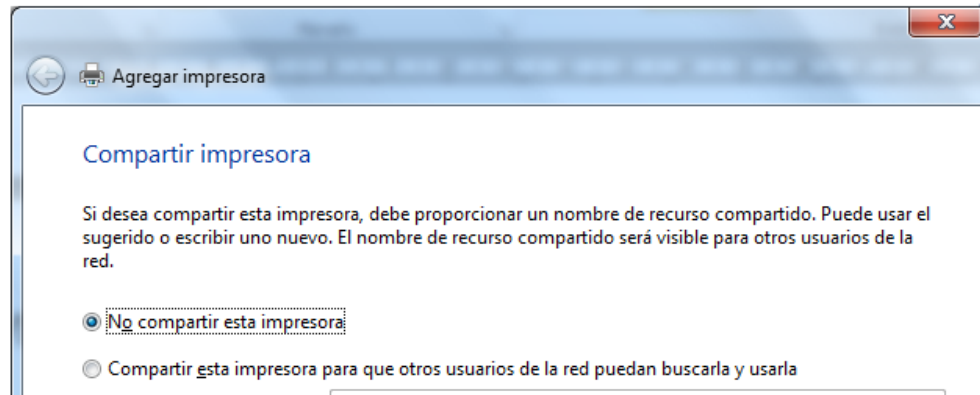 Agregar impresora
Compartir impresora
Si desea compartir esta impresora, debe proporcionar un nombre de recurso compartido. Puede usar el
sugerido o escribir uno nuevo. El nombre de recurso compartido será visible para otros usuarios de la
red.
No compartir esta impresora
Compartir esta impresora para que otros usuarios de la red puedan buscarla y usarla